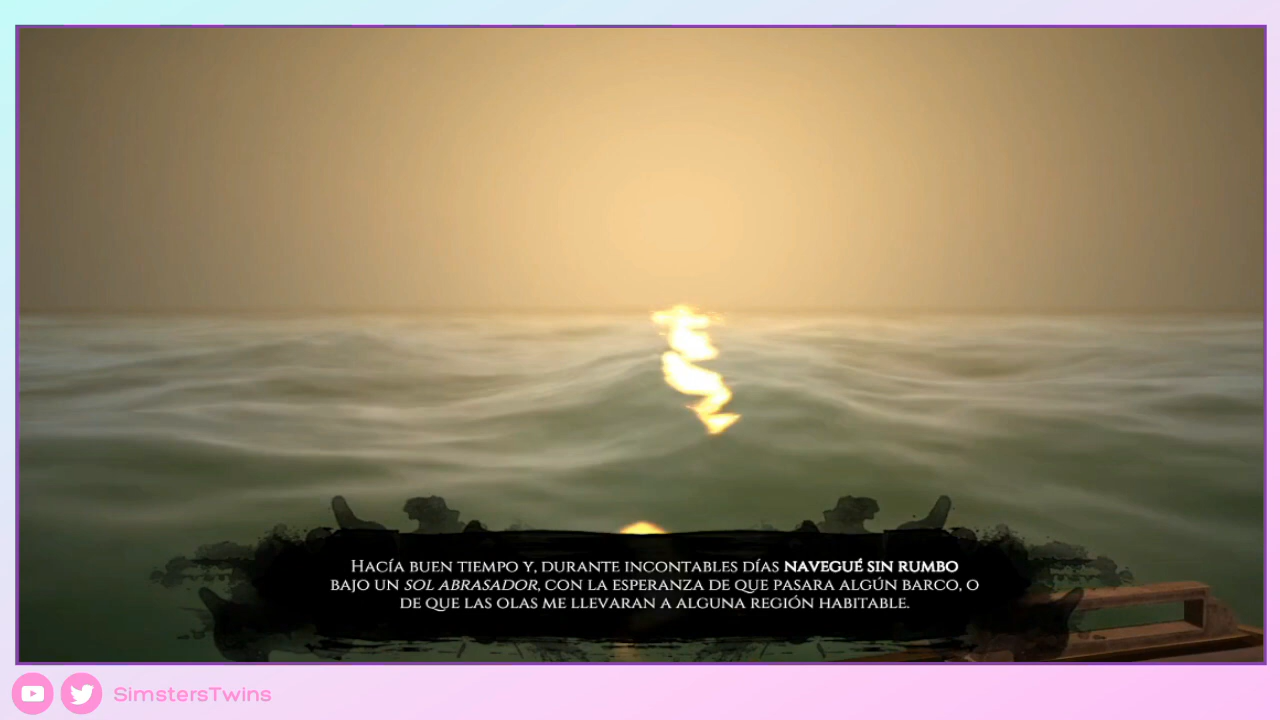 Hacía buen tiempo y, durante incontables días navegué sin rumbo
bajo un sol abrasador, con la esperanza de que pasara algún barco, o
de que las olas me llevaran a alguna región habitable.
SimstersTwins